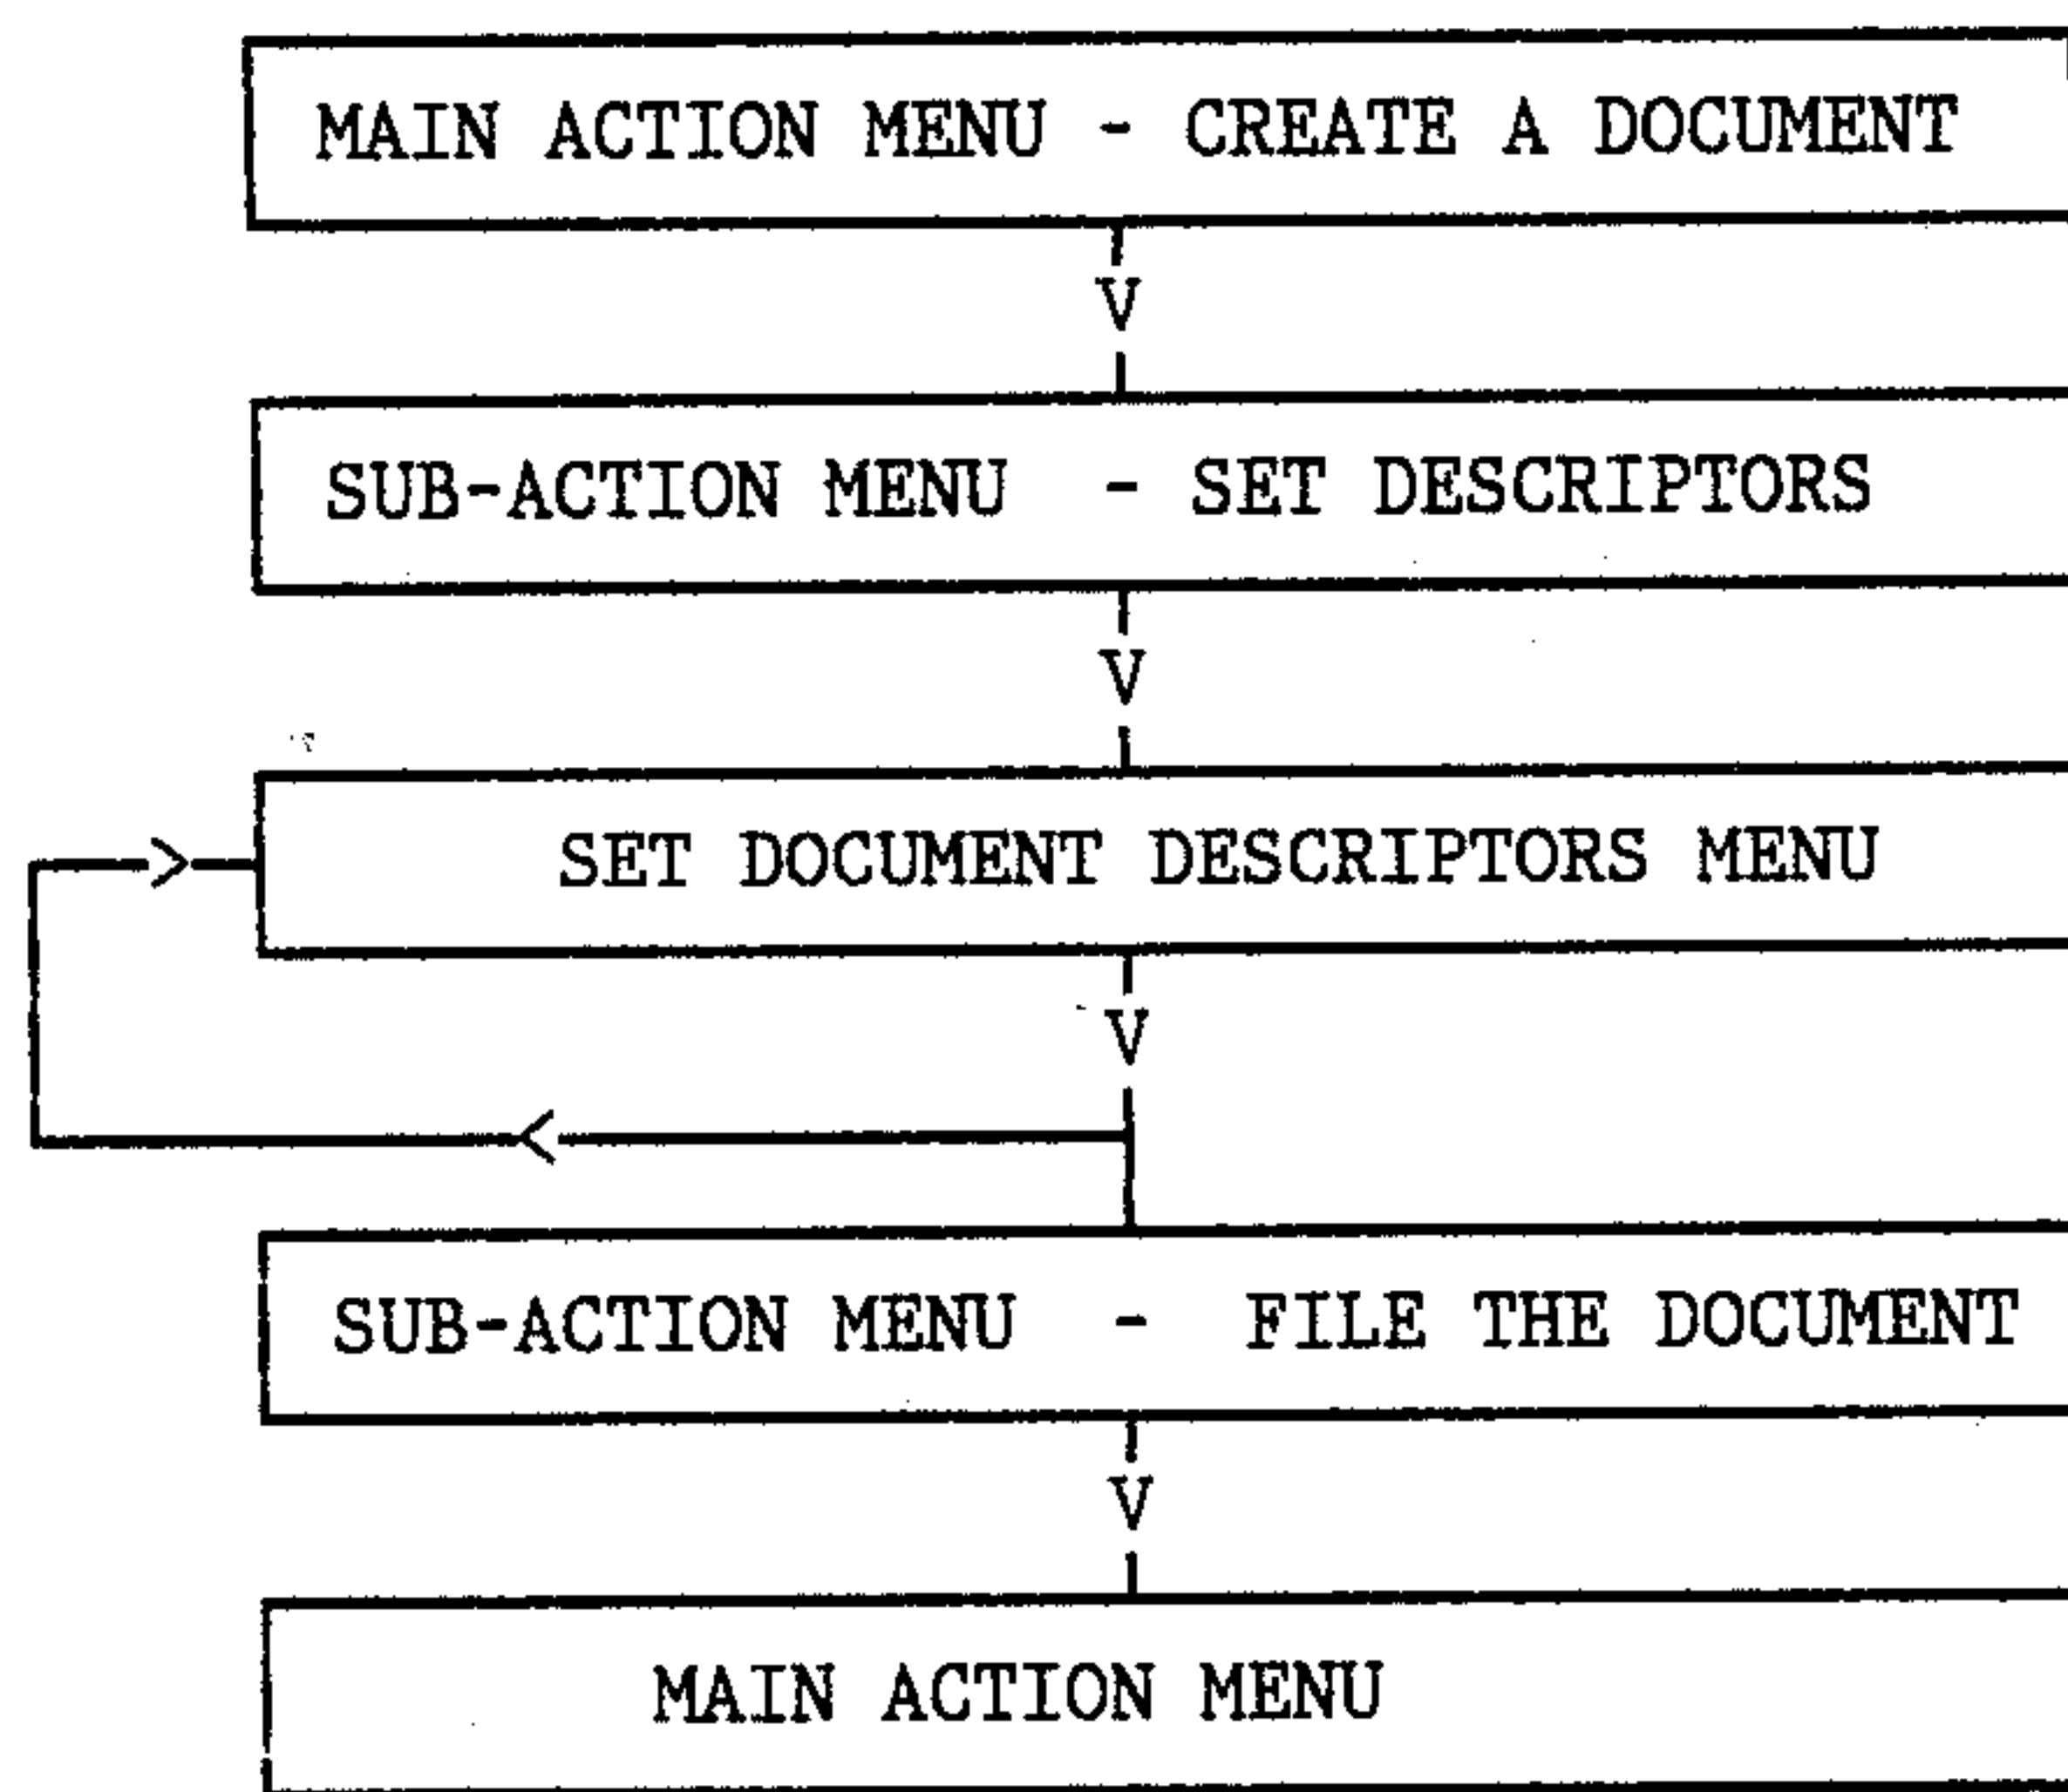 MAIN ACTION MENU - CREATE A DOCUMENT
V
SUB-ACTION MENU - SET DESCRIPTORS
V
SET DOCUMENT DESCRIPTORS MENU
V
SUB-ACTION MENU - FILE THE DOCUMENT
V
MAIN ACTION MENU